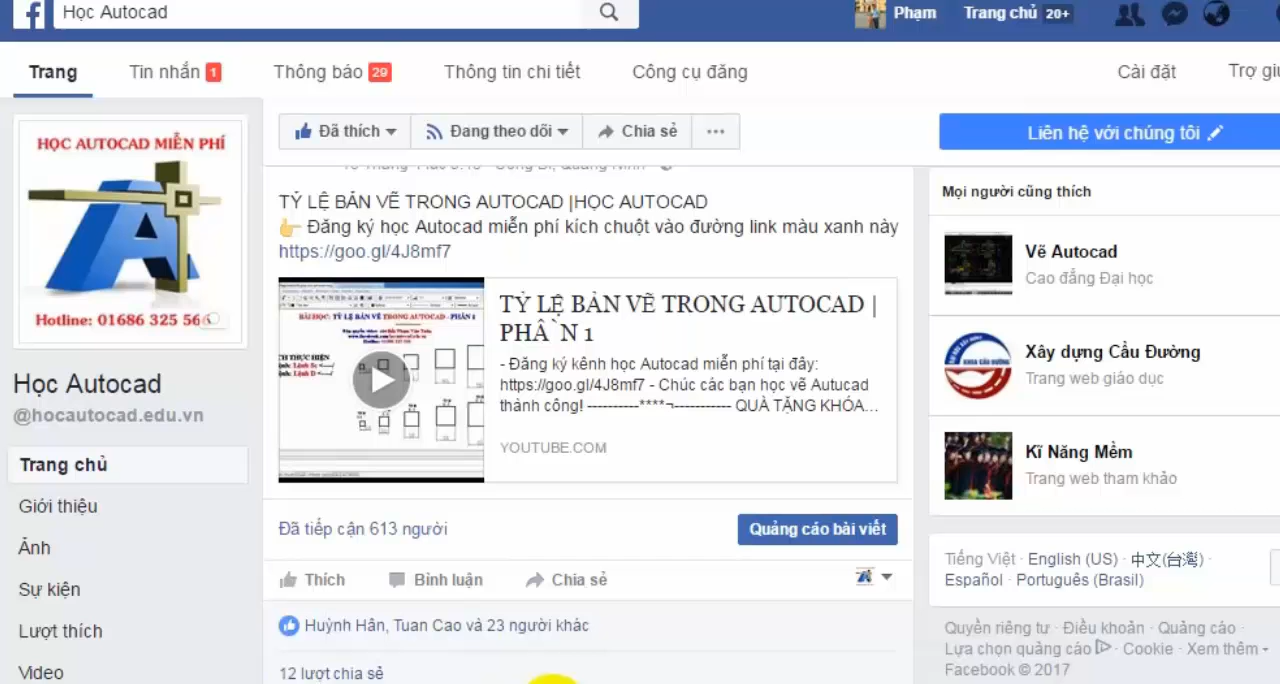 Học Autocad
Phạm Trang chủ 20+
Trang Tin nhắn 1 Thông báo 29 Thông tin chi tiết Công cụ đăng Cài đặt
HỌC AUTOCAD MIỄN PHÍ
Hotline: 01686 325 56
Học Autocad
@hocautocad.edu.vn
Trang chủ
Giới thiệu
Ảnh
Sự kiện
Lượt thích
Video
Đã thích Đang theo dõi Chia sẻ ...
Liên hệ với chúng tôi
TỶ LỆ BẢN VẼ TRONG AUTOCAD |HỌC AUTOCAD
Đăng ký học Autocad miễn phí kích chuột vào đường link màu xanh này
https://goo.gl/4J8mf7
BÀI HỌC: TỶ LỆ BẢN VẼ TRONG AUTOCAD - PHẦN 1
TỶ LỆ BẢN VẼ TRONG AUTOCAD |
PHẦ`N 1
- Đăng ký kênh học Autocad miễn phí tại đây:
https://goo.gl/4J8mf7 - Chúc các bạn học vẽ Autucad
thành công! ----------****¬----------- QUÀ TẶNG KHÓA...
YOUTUBE.COM
Đã tiếp cận 613 người
Quảng cáo bài viết
Thích Bình luận Chia sẻ
Huỳnh Hân, Tuan Cao và 23 người khác
12 lượt chia sẻ
Mọi người cũng thích
Vẽ Autocad
Cao đẳng Đại học
Xây dựng Cầu Đường
Trang web giáo dục
Kĩ Năng Mềm
Trang web tham khảo
Tiếng Việt · English (US) · 中文(台灣) ·
Español · Português (Brasil)
Quyền riêng tư · Điều khoản · Quảng cáo ·
Lựa chọn quảng cáo · Cookie · Xem thêm
Facebook © 2017